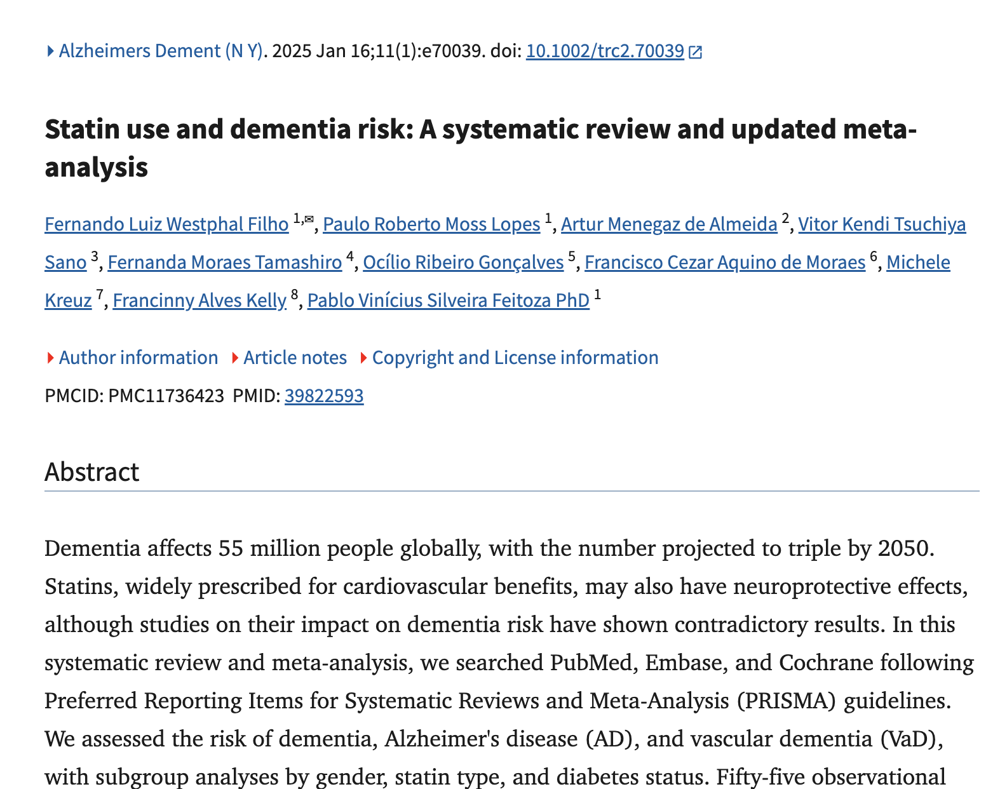 Alzheimers Dement (N Y). 2025 Jan 16;11(1):e70039. doi: 10.1002/trc2.70039
Statin use and dementia risk: A systematic review and updated meta-
analysis
Fernando Luiz Westphal Filho 1,✉, Paulo Roberto Moss Lopes 1, Artur Menegaz de Almeida 2, Vitor Kendi Tsuchiya
Sano 3, Fernanda Moraes Tamashiro 4, Ocílio Ribeiro Gonçalves 5, Francisco Cezar Aquino de Moraes 6, Michele
Kreuz 7, Francinny Alves Kelly 8, Pablo Vinícius Silveira Feitoza PhD 1
Author information Article notes Copyright and License information
PMCID: PMC11736423 PMID: 39822593
Abstract
Dementia affects 55 million people globally, with the number projected to triple by 2050.
Statins, widely prescribed for cardiovascular benefits, may also have neuroprotective effects,
although studies on their impact on dementia risk have shown contradictory results. In this
systematic review and meta-analysis, we searched PubMed, Embase, and Cochrane following
Preferred Reporting Items for Systematic Reviews and Meta-Analysis (PRISMA) guidelines.
We assessed the risk of dementia, Alzheimer's disease (AD), and vascular dementia (VaD),
with subgroup analyses by gender, statin type, and diabetes status. Fifty-five observational